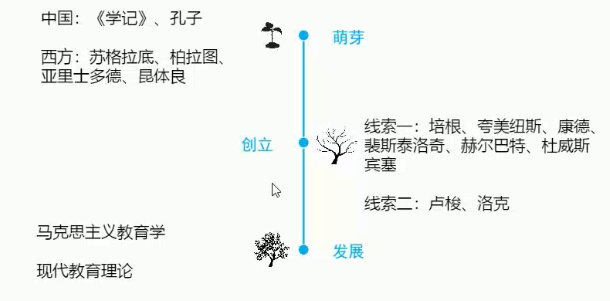 中国：《学记》、孔子
萌芽
西方：苏格拉底、柏拉图、
亚里士多德、昆体良
创立
线索一：培根、夸美纽斯、康德、
裴斯泰洛奇、赫尔巴特、杜威斯
宾塞
线索二：卢梭、洛克
马克思主义教育学
发展
现代教育理论